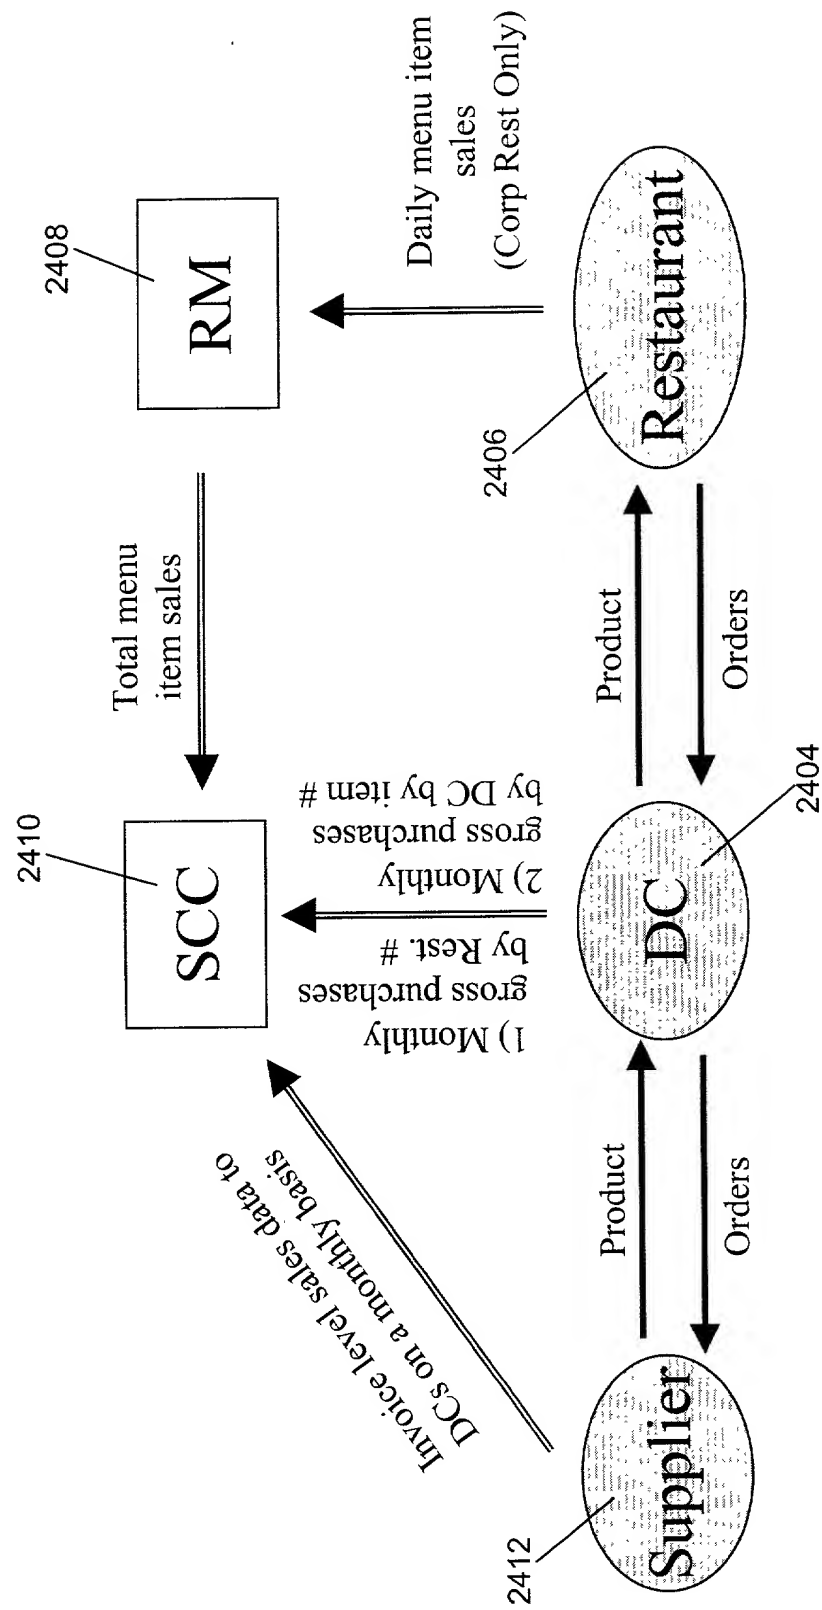 2410
SCC
Total menu
item sales
2408
RM
Invoice level sales data to
DCs on a monthly basis
1) Monthly
gross purchases
by Rest. #
2) Monthly
gross purchases
by DC by item #
Daily menu item
sales
(Corp Rest Only)
2412
Supplier
Product
Orders
DC
2404
Product
Orders
2406
Restaurant